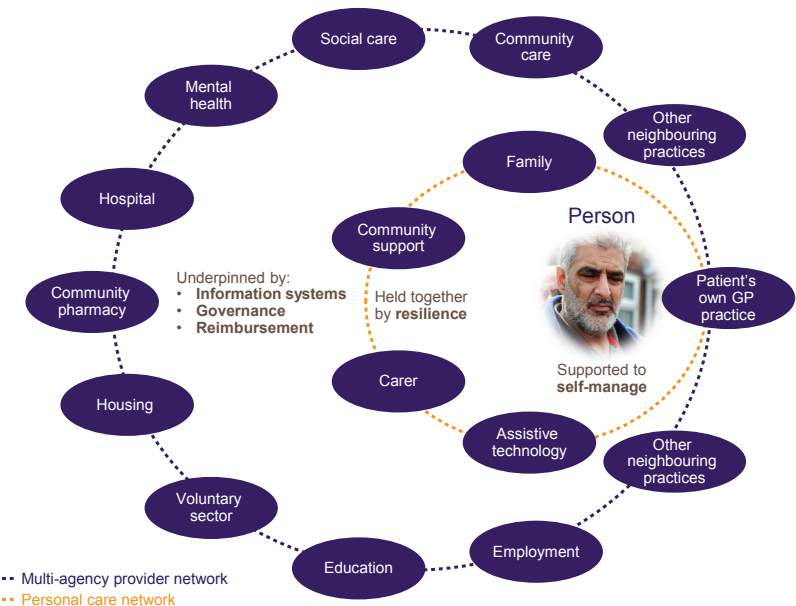 Social care
Community
care
Mental
health
Other
neighbouring
practices
Family
Hospital
Person
Community
support
Underpinned by:
• Information systems
• Governance
• Reimbursement
Held together
by resilience
Community
pharmacy
Patient's
own GP
practice
Supported to
self-manage
Carer
Housing
Assistive
technology
Other
neighbouring
practices
Voluntary
sector
Employment
Education
Multi-agency provider network
Personal care network